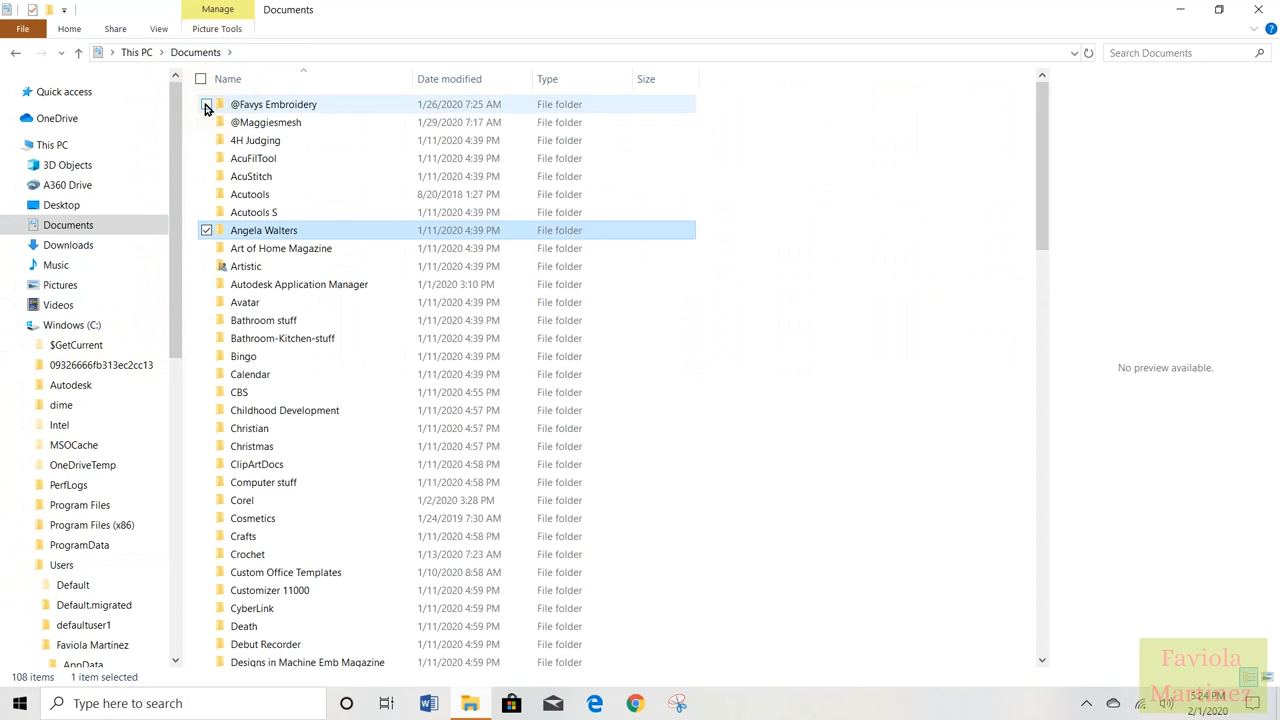 Manage
Documents
File
Home
Share
View
Picture Tools
This PC
Documents
Search Documents
Quick access
OneDrive
This PC
3D Objects
A360 Drive
Desktop
Documents
Downloads
Music
Pictures
Videos
Windows (C:)
$GetCurrent
09326666fb313ec2cc13
Autodesk
dime
Intel
MSOCache
OneDriveTemp
PerfLogs
Program Files
Program Files (x86)
ProgramData
Users
Default
Default.migrated
defaultuser1
Faviola Martinez
AppData
Name Date modified Type Size
@Favys Embroidery 1/26/2020 7:25 AM File folder
@Maggiesmesh 1/29/2020 7:17 AM File folder
4H Judging 1/11/2020 4:39 PM File folder
AcuFilTool 1/11/2020 4:39 PM File folder
AcuStitch 1/11/2020 4:39 PM File folder
Acutools 8/20/2018 1:27 PM File folder
Acutools S 1/11/2020 4:39 PM File folder
Angela Walters 1/11/2020 4:39 PM File folder
Art of Home Magazine 1/11/2020 4:39 PM File folder
Artistic 1/11/2020 4:39 PM File folder
Autodesk Application Manager 1/1/2020 3:10 PM File folder
Avatar 1/11/2020 4:39 PM File folder
Bathroom stuff 1/11/2020 4:39 PM File folder
Bathroom-Kitchen-stuff 1/11/2020 4:39 PM File folder
Bingo 1/11/2020 4:39 PM File folder
Calendar 1/11/2020 4:39 PM File folder
CBS 1/11/2020 4:55 PM File folder
Childhood Development 1/11/2020 4:57 PM File folder
Christian 1/11/2020 4:57 PM File folder
Christmas 1/11/2020 4:57 PM File folder
ClipArtDocs 1/11/2020 4:58 PM File folder
Computer stuff 1/11/2020 4:58 PM File folder
Corel 1/2/2020 3:28 PM File folder
Cosmetics 1/24/2019 7:30 AM File folder
Crafts 1/11/2020 4:58 PM File folder
Crochet 1/13/2020 7:23 AM File folder
Custom Office Templates 1/10/2020 8:58 AM File folder
Customizer 11000 1/11/2020 4:59 PM File folder
CyberLink 1/11/2020 4:59 PM File folder
Death 1/11/2020 4:59 PM File folder
Debut Recorder 1/11/2020 4:59 PM File folder
Designs in Machine Emb Magazine 1/11/2020 4:59 PM File folder
No preview available.
108 items 1 item selected
Faviola
Martinez
Type here to search
5:24 PM
2/1/2020